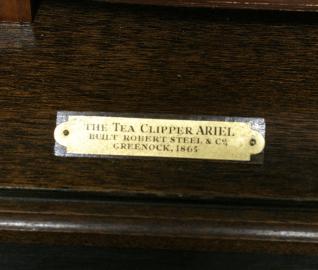 THE TEA CLIPPER ARIEL
BUILT ROBERT STEEL & CO.
GREENOCK, 1865